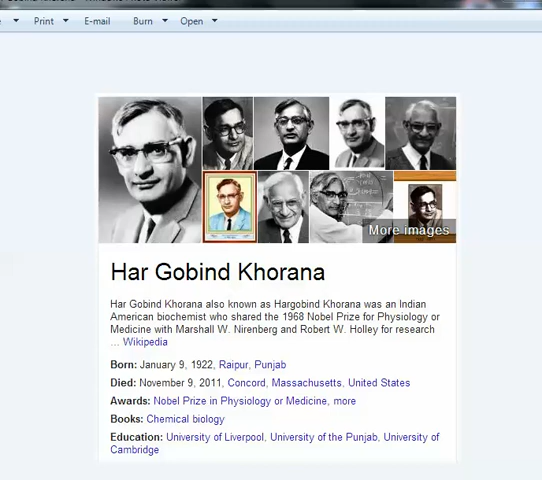 Print E-mail Burn Open
More images
Har Gobind Khorana
Har Gobind Khorana also known as Hargobind Khorana was an Indian
American biochemist who shared the 1968 Nobel Prize for Physiology or
Medicine with Marshall W. Nirenberg and Robert W. Holley for research
... Wikipedia
Born: January 9, 1922, Raipur, Punjab
Died: November 9, 2011, Concord, Massachusetts, United States
Awards: Nobel Prize in Physiology or Medicine, more
Books: Chemical biology
Education: University of Liverpool, University of the Punjab, University of
Cambridge